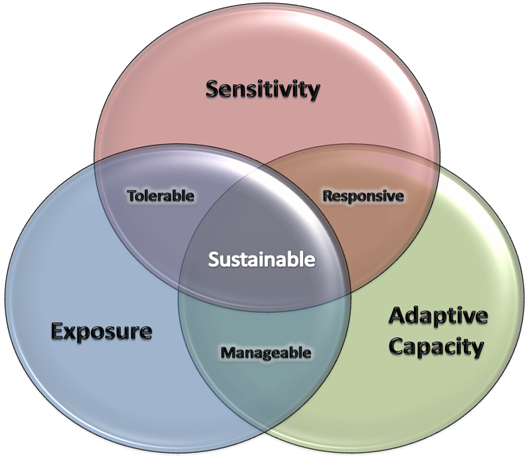 Sensitivity
Tolerable
Responsive
Sustainable
Exposure
Adaptive
Capacity
Manageable